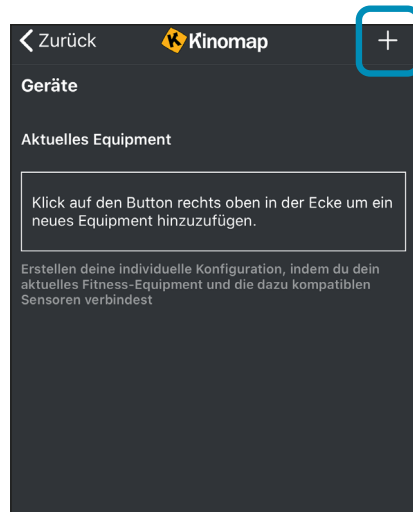 Zurück Kinomap +
Geräte
Aktuelles Equipment
Klick auf den Button rechts oben in der Ecke um ein
neues Equipment hinzuzufügen.
Erstellen deine individuelle Konfiguration, indem du dein
aktuelles Fitness-Equipment und die dazu kompatiblen
Sensoren verbindest